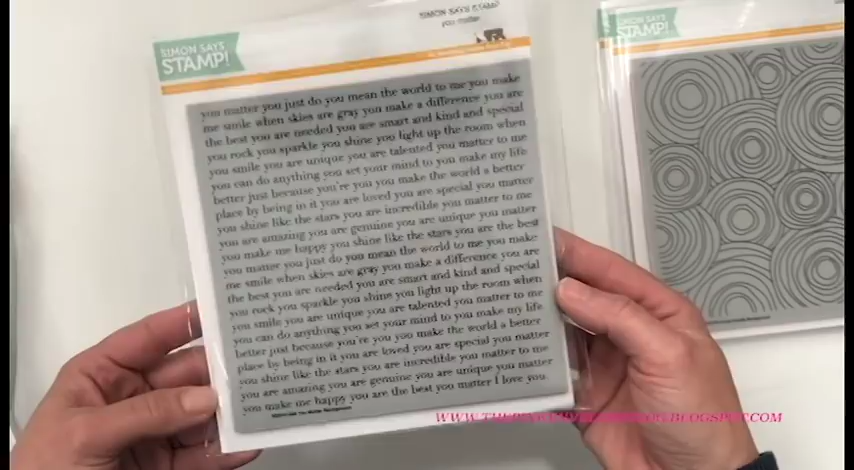 SIMON SAYS STAMP
you matter
SIMON SAYS
STAMP!
SIMON SAYS
STAMP!
you matter you just do you mean the world to me you make
me smile when skies are gray you make a difference you are
the best you are needed you are smart and kind and special
you rock you sparkle you shine you light up the room when
you smile you are unique you are talented you matter to me
you can do anything you set your mind to you make my life
better just because you're you you make the world a better
place by being in it you are loved you are special you matter
you shine like the stars you are incredible you matter to me
you are amazing you are genuine you are unique you matter
you make me happy you shine like the stars you are the best
you matter you just do you mean the world to me you make
me smile when skies are gray you make a difference you are
the best you are needed you are smart and kind and special
you rock you sparkle you shine you light up the room when
you smile you are unique you are talented you matter to me
you can do anything you set your mind to you make my life
better just because you're you you make the world a better
place by being in it you are loved you are special you matter
you shine like the stars you are incredible you matter to me
you are amazing you are genuine you are unique you matter
you make me happy you are the best you matter I love you